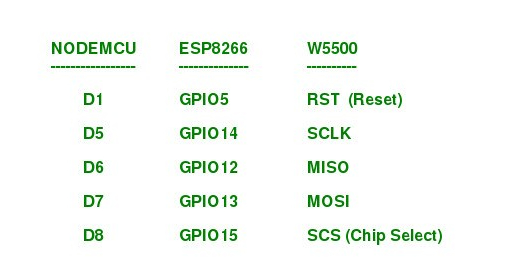 NODEMCU ESP8266 W5500
----------------- -------------- ----------
D1 GPIO5 RST (Reset)
D5 GPIO14 SCLK
D6 GPIO12 MISO
D7 GPIO13 MOSI
D8 GPIO15 SCS (Chip Select)